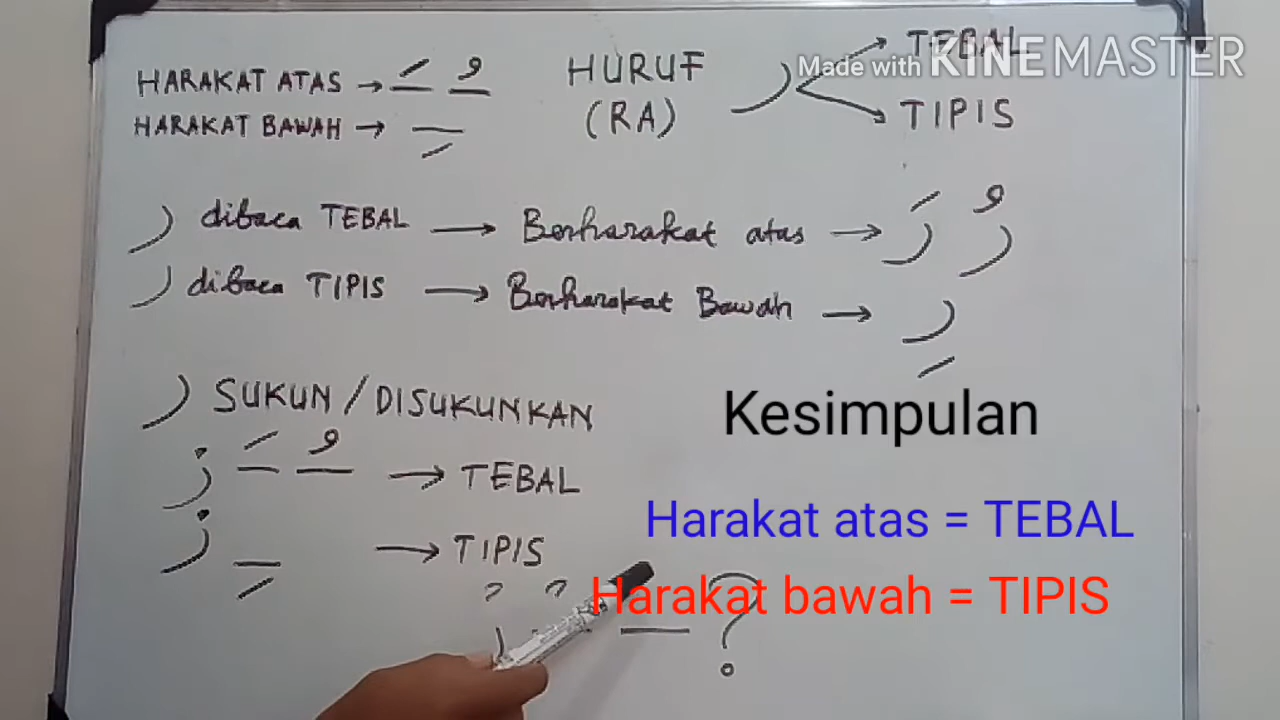 Made with KINEMASTER
HARAKAT ATAS → ـَ ـُ
HARAKAT BAWAH → ـِ
HURUF
(RA)
ر → TEBAL
→ TIPIS
ر dibaca TEBAL → Berharakat atas → رَ رُ
ر dibaca TIPIS → Berharakat Bawah → رِ
ر SUKUN / DISUKUNKAN
رْ ـَ ـُ → TEBAL
رْ ـِ → TIPIS
?
Kesimpulan
Harakat atas = TEBAL
Harakat bawah = TIPIS